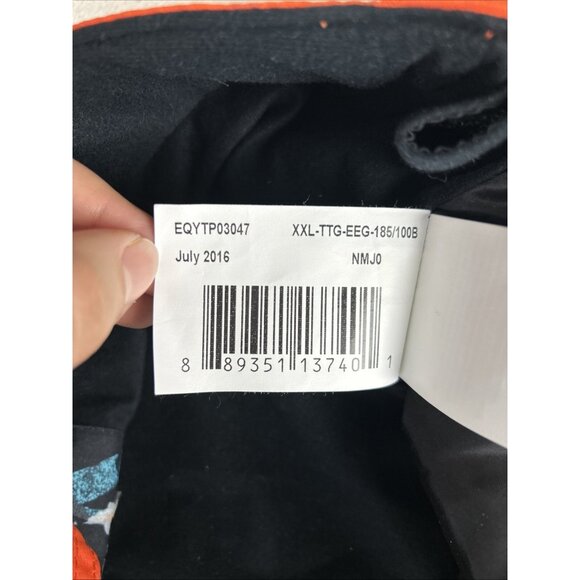 EQYTP03047 XXL-TTG-EEG-185/100B
July 2016 NMJ0
8 89351 13740 1